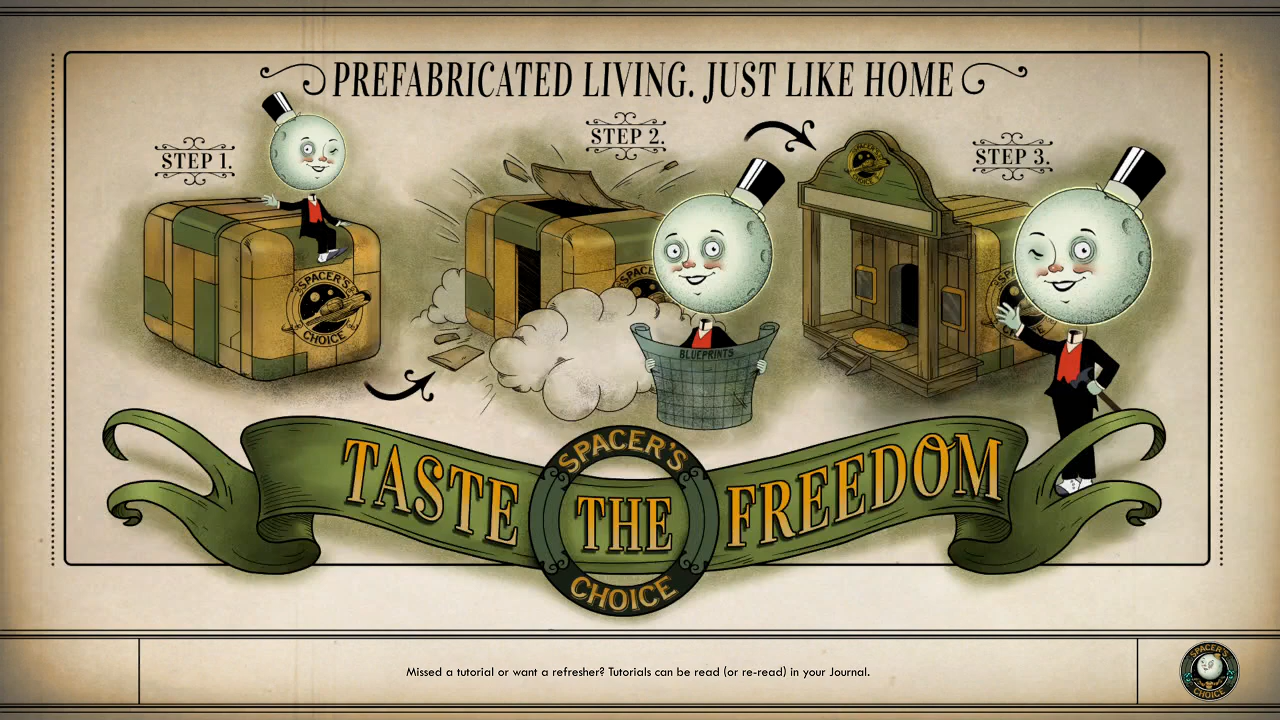 PREFABRICATED LIVING. JUST LIKE HOME
STEP 1.
STEP 2.
STEP 3.
SPACER'S
CHOICE
SPACER'S
CHOICE
BLUEPRINTS
SPACER'S
TASTE THE FREEDOM
CHOICE
Missed a tutorial or want a refresher? Tutorials can be read (or re-read) in your Journal.
SPACER'S
CHOICE